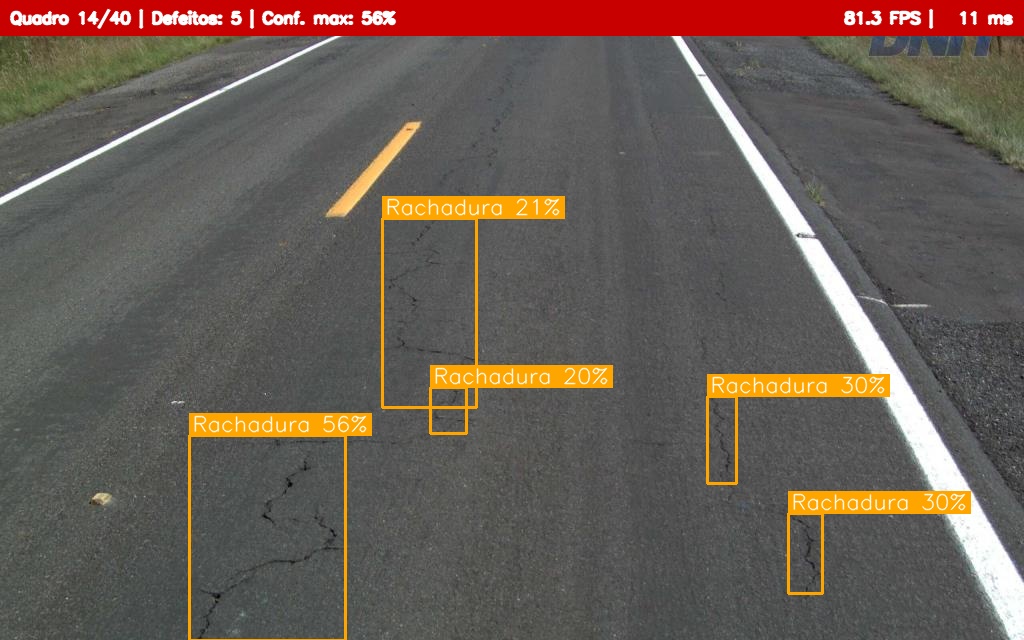 Quadro 14/40 | Defeitos: 5 | Conf. max: 56% 81.3 FPS | 11 ms
DNIT
Rachadura 21%
Rachadura 20%
Rachadura 30%
Rachadura 56%
Rachadura 30%